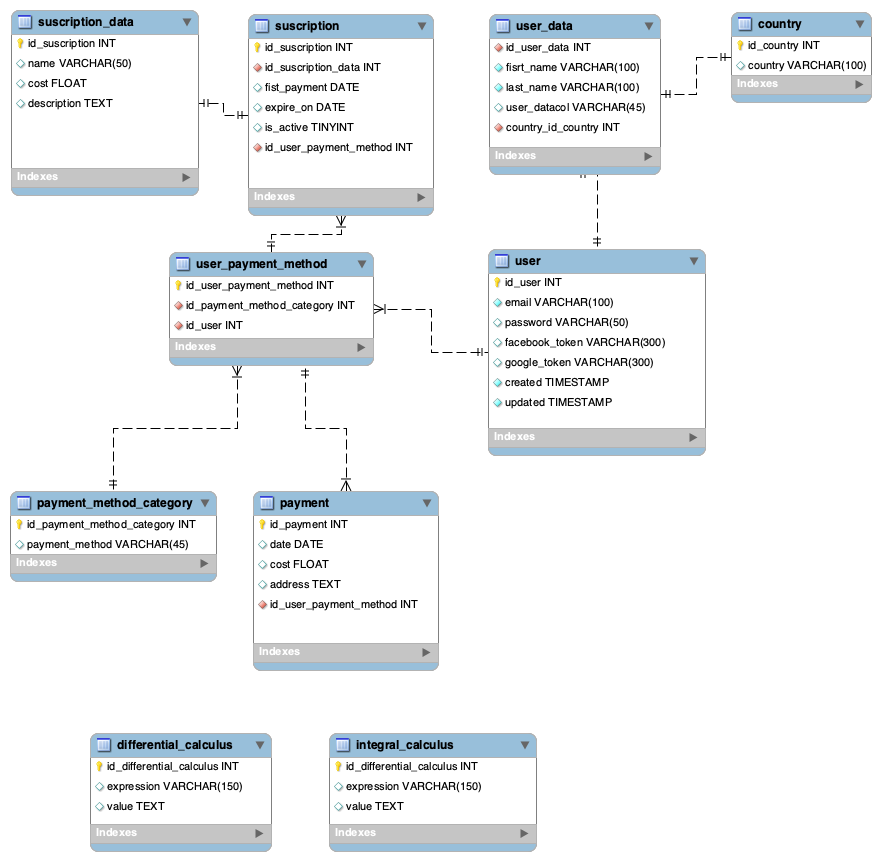 suscription_data
id_suscription INT
name VARCHAR(50)
cost FLOAT
description TEXT
Indexes
suscription
id_suscription INT
id_suscription_data INT
fist_payment DATE
expire_on DATE
is_active TINYINT
id_user_payment_method INT
Indexes
user_data
id_user_data INT
fisrt_name VARCHAR(100)
last_name VARCHAR(100)
user_datacol VARCHAR(45)
country_id_country INT
Indexes
country
id_country INT
country VARCHAR(100)
Indexes
user_payment_method
id_user_payment_method INT
id_payment_method_category INT
id_user INT
Indexes
user
id_user INT
email VARCHAR(100)
password VARCHAR(50)
facebook_token VARCHAR(300)
google_token VARCHAR(300)
created TIMESTAMP
updated TIMESTAMP
Indexes
payment_method_category
id_payment_method_category INT
payment_method VARCHAR(45)
Indexes
payment
id_payment INT
date DATE
cost FLOAT
address TEXT
id_user_payment_method INT
Indexes
differential_calculus
id_differential_calculus INT
expression VARCHAR(150)
value TEXT
Indexes
integral_calculus
id_differential_calculus INT
expression VARCHAR(150)
value TEXT
Indexes